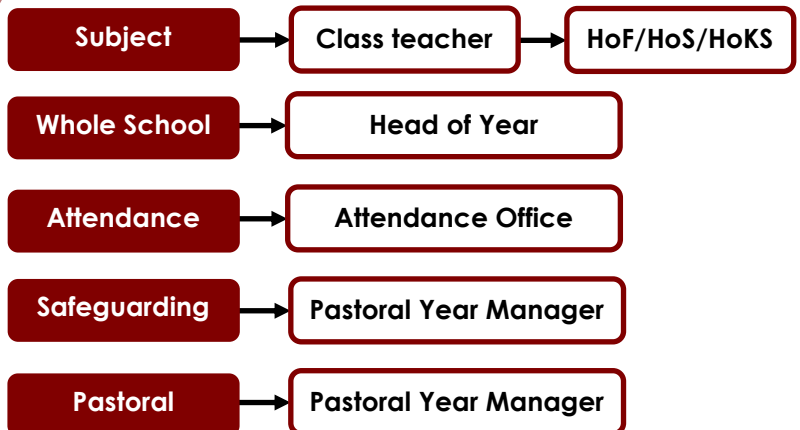 Subject Class teacher HoF/HoS/HoKS
Whole School Head of Year
Attendance Attendance Office
Safeguarding Pastoral Year Manager
Pastoral Pastoral Year Manager